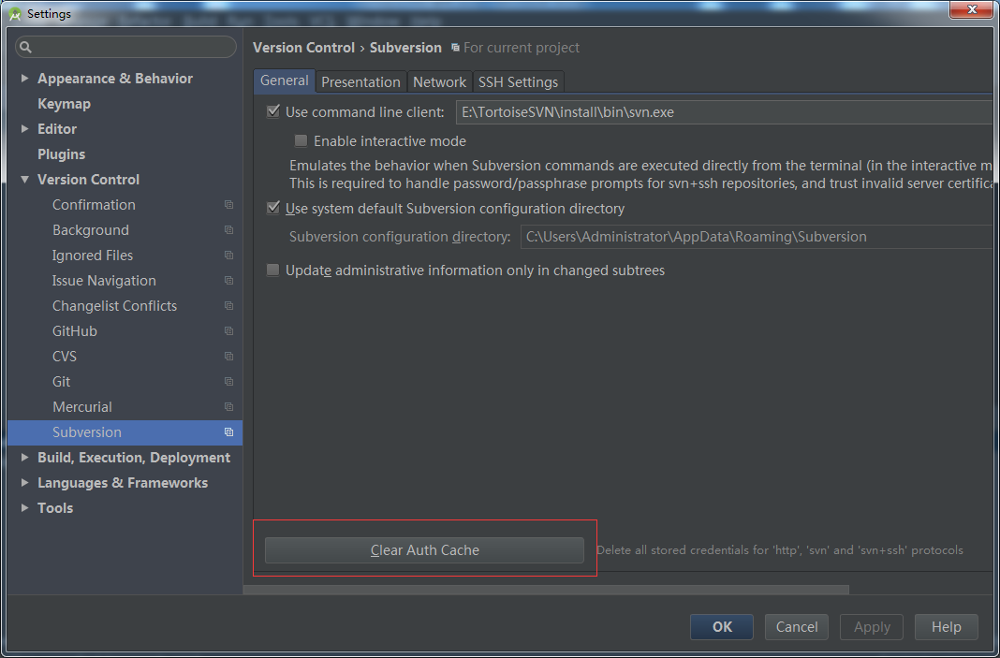 Settings
Appearance & Behavior
Keymap
Editor
Plugins
Version Control
Confirmation
Background
Ignored Files
Issue Navigation
Changelist Conflicts
GitHub
CVS
Git
Mercurial
Subversion
Build, Execution, Deployment
Languages & Frameworks
Tools
Version Control › Subversion For current project
General Presentation Network SSH Settings
Use command line client: E:\TortoiseSVN\install\bin\svn.exe
Enable interactive mode
Emulates the behavior when Subversion commands are executed directly from the terminal (in the interactive m
This is required to handle password/passphrase prompts for svn+ssh repositories, and trust invalid server certifica
Use system default Subversion configuration directory
Subversion configuration directory: C:\Users\Administrator\AppData\Roaming\Subversion
Update administrative information only in changed subtrees
Clear Auth Cache Delete all stored credentials for 'http', 'svn' and 'svn+ssh' protocols
OK Cancel Apply Help